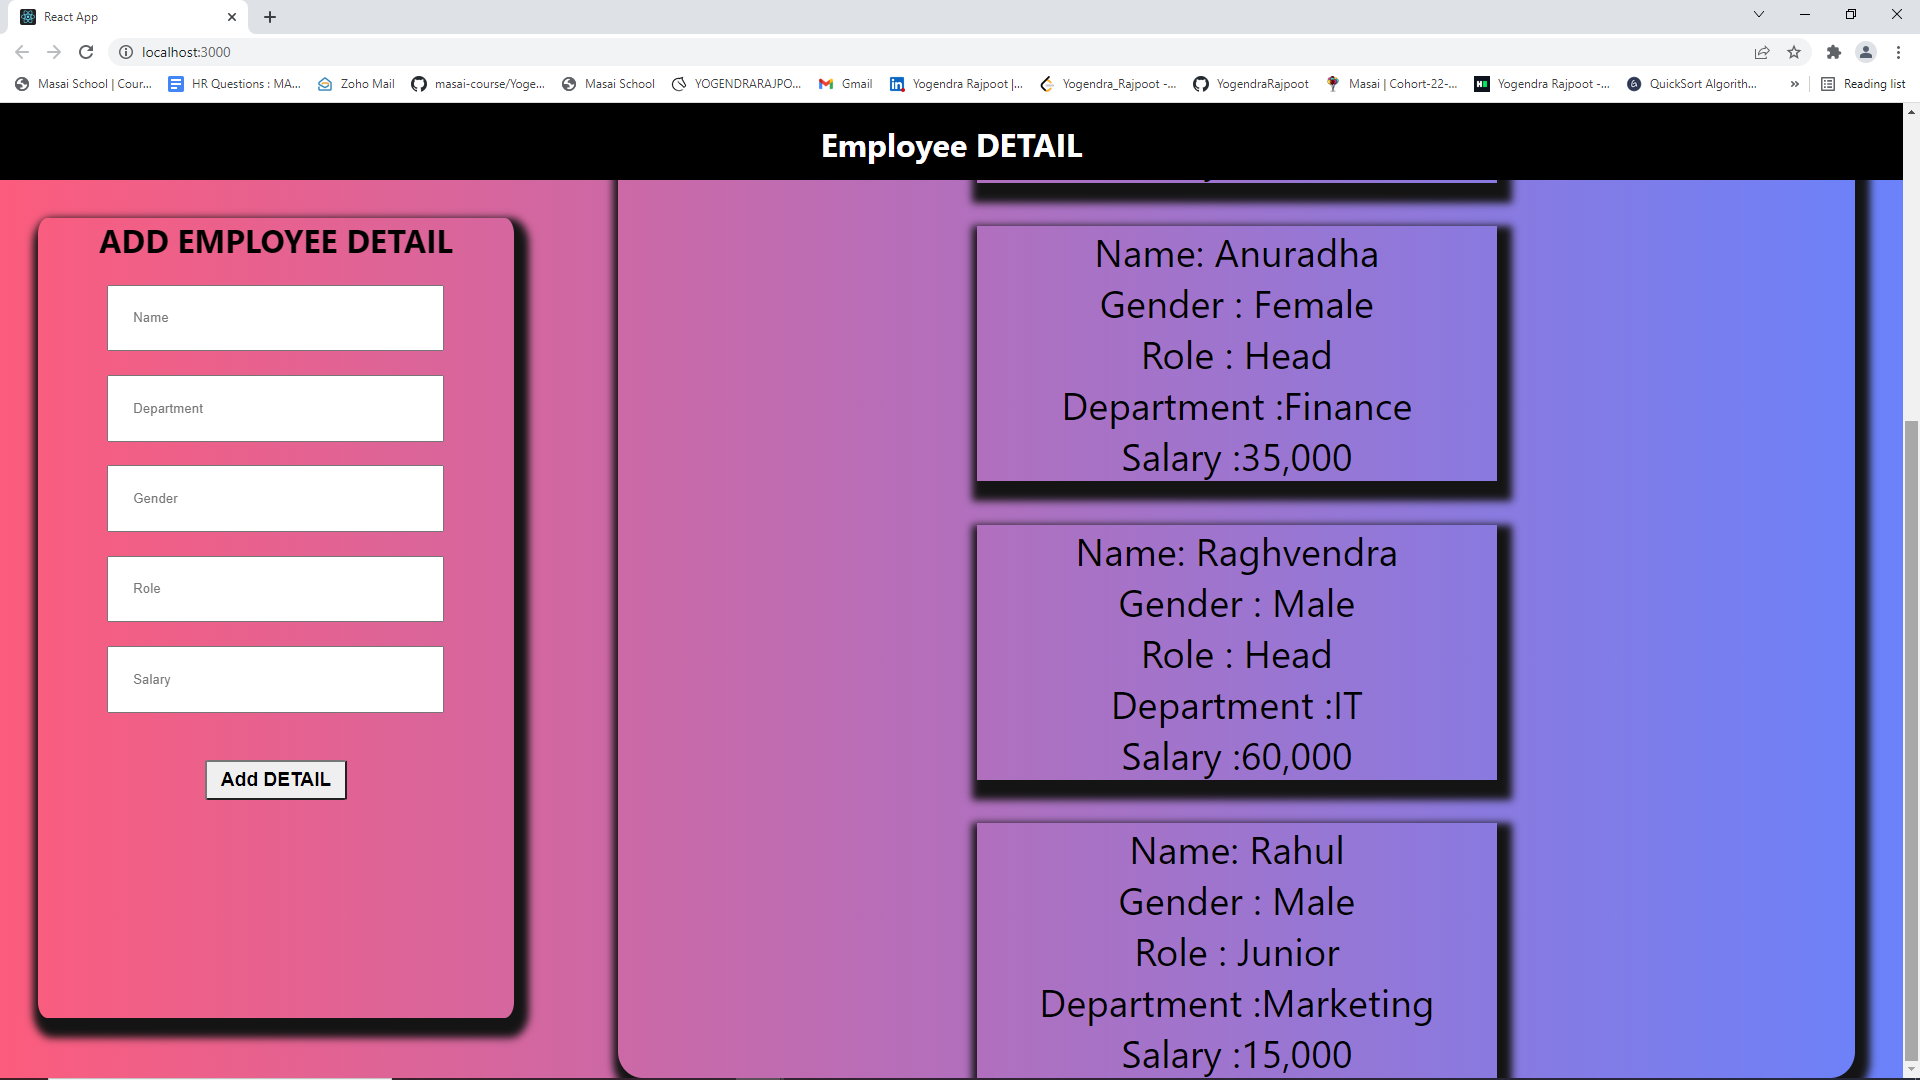 React App
localhost:3000
Masai School | Cour...
HR Questions : MA...
Zoho Mail
masai-course/Yoge...
Masai School
YOGENDRARAJPO...
Gmail
Yogendra Rajpoot |...
Yogendra_Rajpoot -...
YogendraRajpoot
Masai | Cohort-22-...
Yogendra Rajpoot -...
QuickSort Algorith...
»
Reading list
Employee DETAIL
ADD EMPLOYEE DETAIL
Name
Department
Gender
Role
Salary
Add DETAIL
Name: Anuradha
Gender : Female
Role : Head
Department :Finance
Salary :35,000
Name: Raghvendra
Gender : Male
Role : Head
Department :IT
Salary :60,000
Name: Rahul
Gender : Male
Role : Junior
Department :Marketing
Salary :15,000